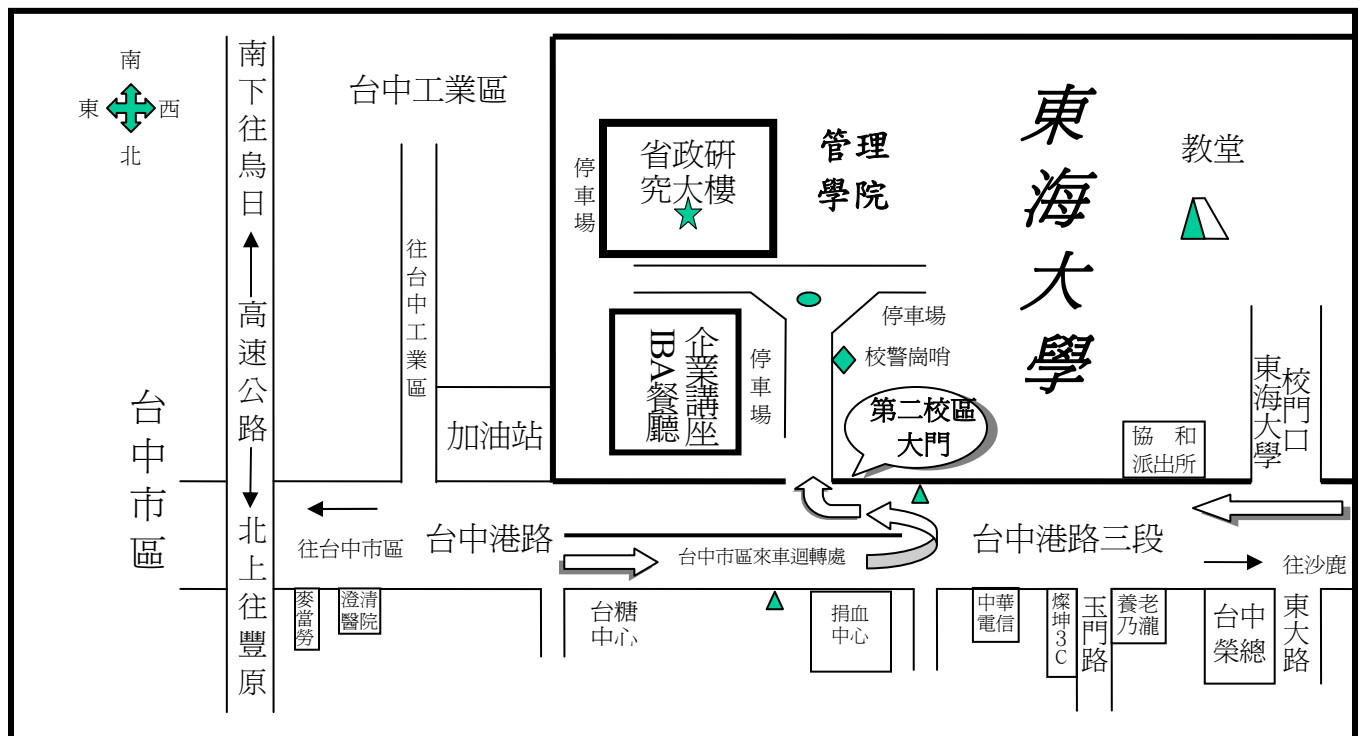 南
東
西
北
南下往烏日
高速公路
北上往豐原
台中市區
台中工業區
往台中工業區
加油站
停車場
省政研
究大樓
管理
學院
東海大學
教堂
企業講座
IBA餐廳
停車場
停車場
校警崗哨
第二校區
大門
協和
派出所
東海大學
校門口
往台中市區
台中港路
台中市區來車迴轉處
台中港路三段
往沙鹿
麥當勞
澄清
醫院
台糖
中心
捐血
中心
中華
電信
燦坤3C
玉門路
養老
乃瀧
台中
榮總
東大路